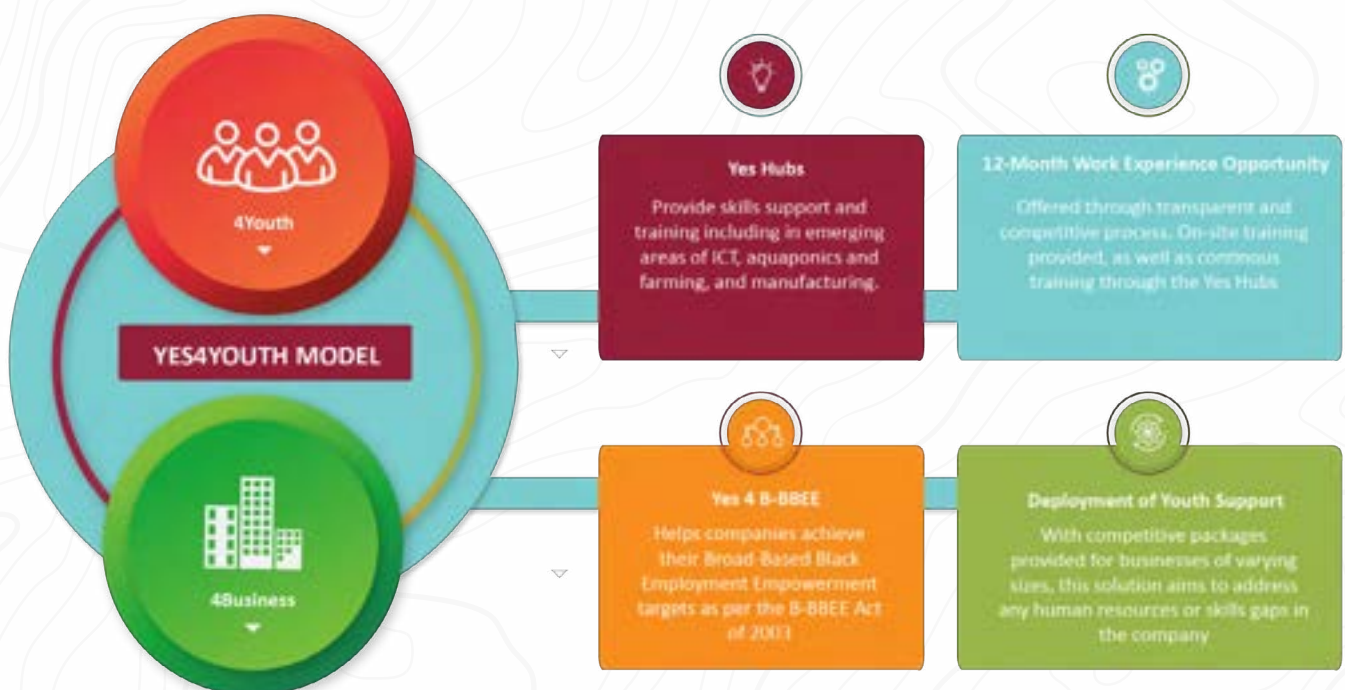 4Youth
YES4YOUTH MODEL
4Business
Yes Hubs
Provide skills support and
training including in emerging
areas of ICT, aquaponics and
farming, and manufacturing.
12-Month Work Experience Opportunity
Offered through transparent and
competitive process. On-site training
provided, as well as continous
training through the Yes Hubs
Yes 4 B-BBEE
Helps companies achieve
their Broad-Based Black
Employment Empowerment
targets as per the B-BBEE Act
of 2003
Deployment of Youth Support
With competitive packages
provided for businesses of varying
sizes, this solution aims to address
any human resources or skills gaps in
the company